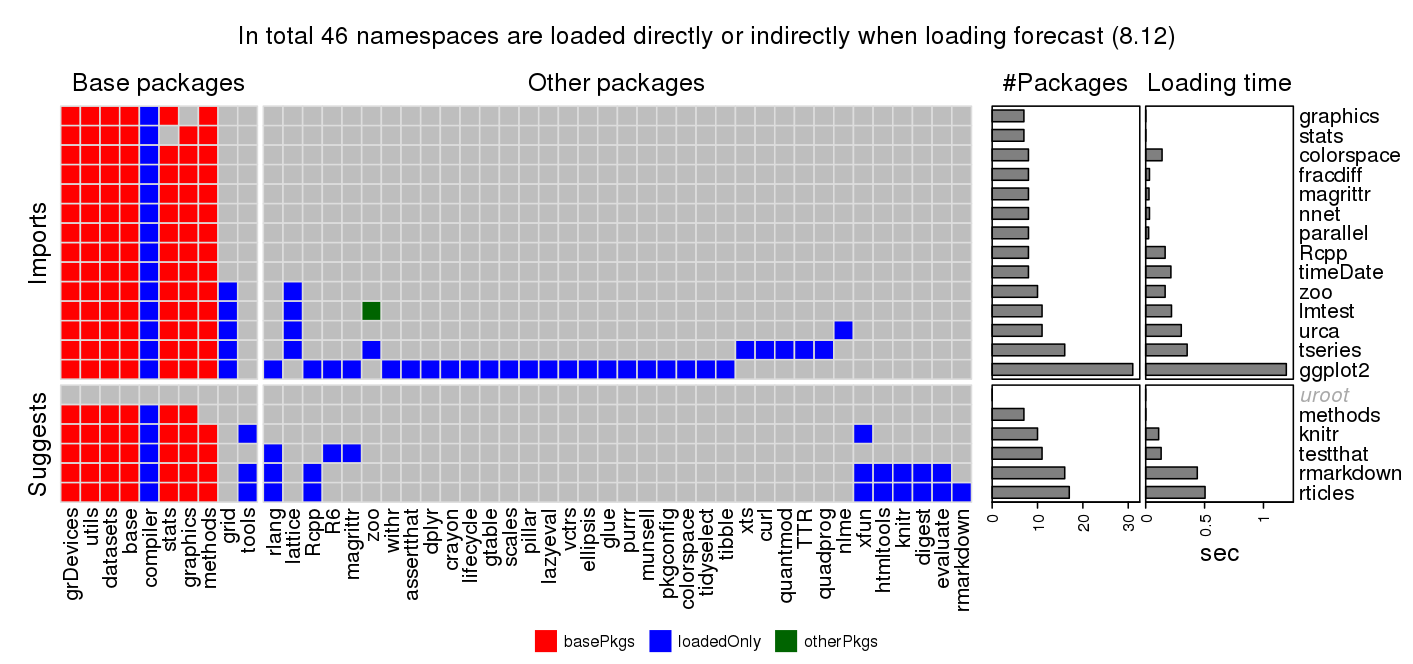 In total 46 namespaces are loaded directly or indirectly when loading forecast (8.12)
Base packages
Other packages
#Packages
Loading time
Imports
Suggests
graphics
stats
colorspace
fracdiff
magrittr
nnet
parallel
Rcpp
timeDate
zoo
lmtest
urca
tseries
ggplot2
uroot
methods
knitr
testthat
rmarkdown
rticles
grDevices
utils
datasets
base
compiler
stats
graphics
methods
grid
tools
rlang
lattice
Rcpp
R6
magrittr
zoo
withr
assertthat
dplyr
crayon
lifecycle
gtable
scales
pillar
lazyeval
vctrs
ellipsis
glue
purrr
munsell
pkgconfig
colorspace
tidyselect
tibble
xts
curl
quantmod
TTR
quadprog
nlme
xfun
htmltools
knitr
digest
evaluate
rmarkdown
0
10
20
30
0
0.5
1
sec
basePkgs
loadedOnly
otherPkgs